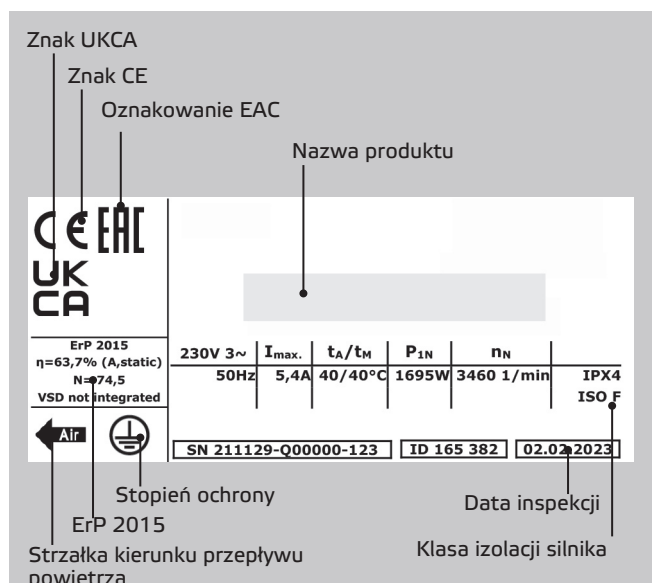 Znak UKCA
Znak CE
Oznakowanie EAC
Nazwa produktu
CE EAC
UK
CA
ErP 2015
η=63,7% (A,static)
N=74,5
VSD not integrated
230V 3~ Imax. tA/tM P1N nN
50Hz 5,4A 40/40°C 1695W 3460 1/min IPX4
ISO F
Air
SN 211129-Q00000-123 ID 165 382 02.02.2023
Stopień ochrony
Data inspekcji
ErP 2015
Klasa izolacji silnika
Strzałka kierunku przepływu
powietrza